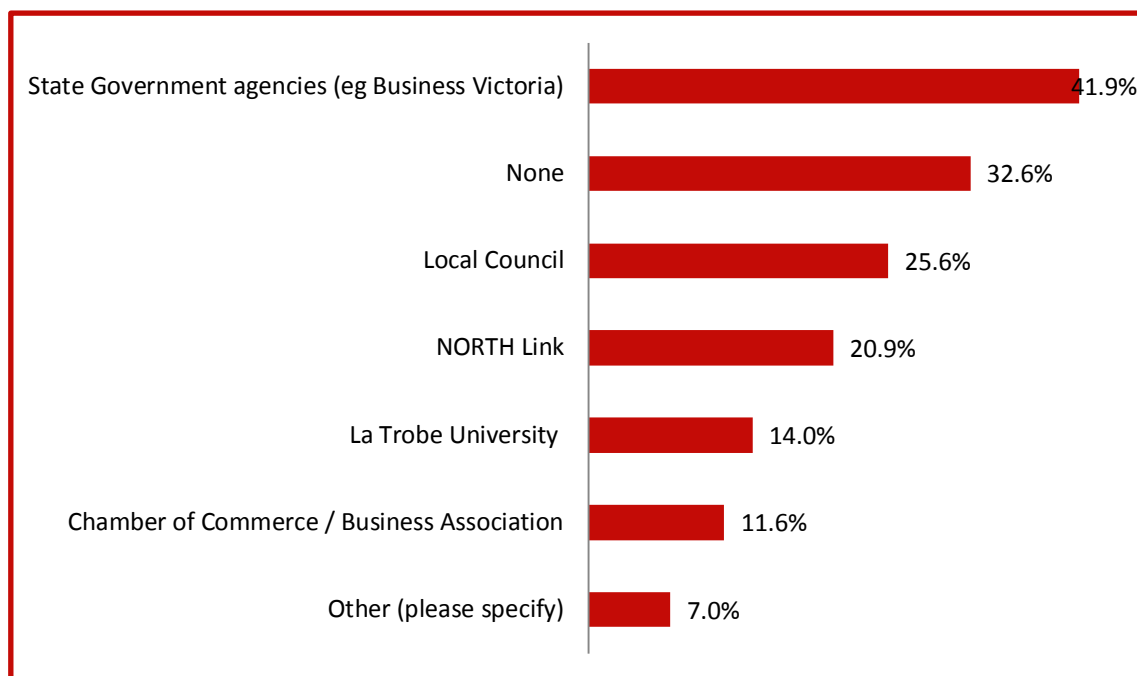 State Government agencies (eg Business Victoria) 41.9%
None 32.6%
Local Council 25.6%
NORTH Link 20.9%
La Trobe University 14.0%
Chamber of Commerce / Business Association 11.6%
Other (please specify) 7.0%